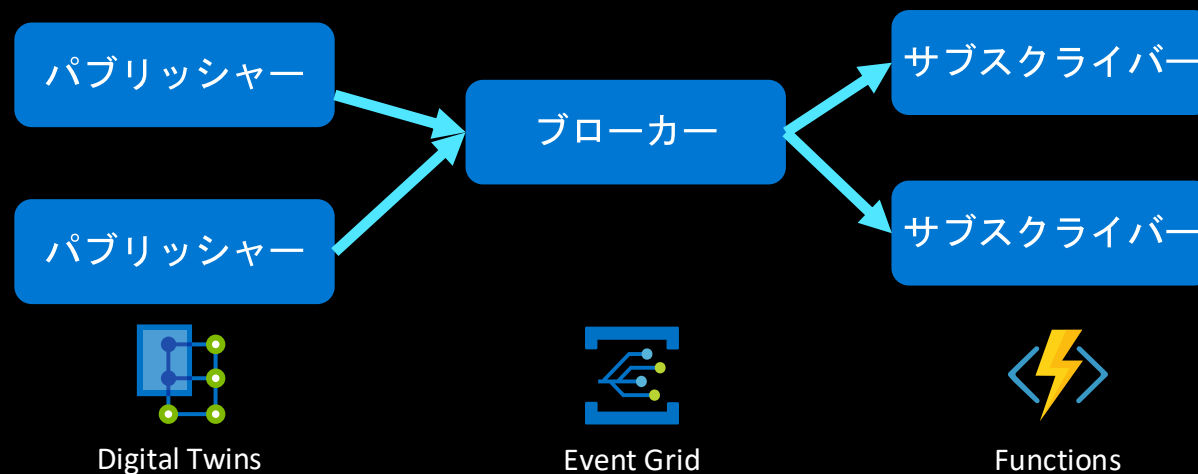 パブリッシャー
ブローカー
サブスクライバー
パブリッシャー
サブスクライバー
Digital Twins
Event Grid
Functions